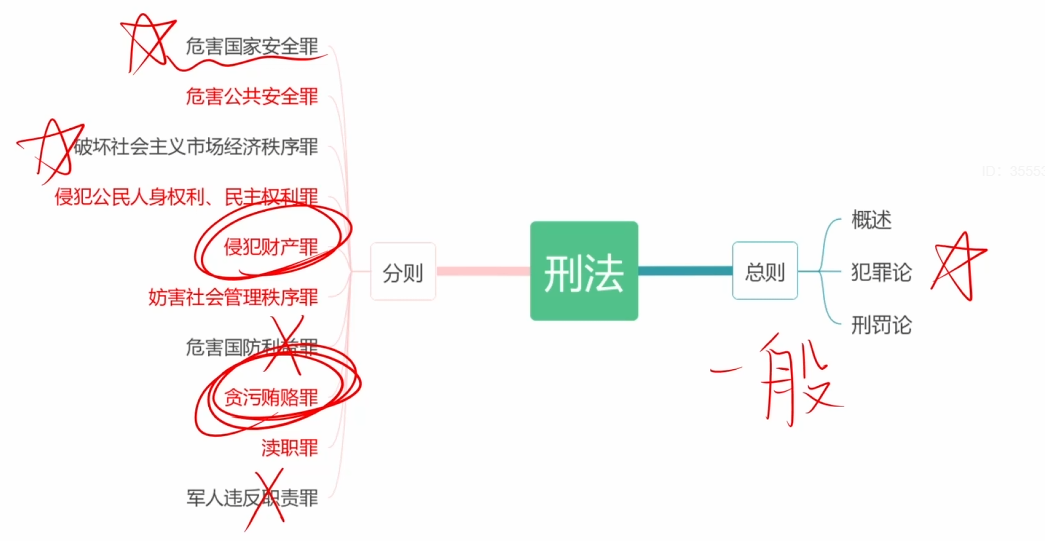 危害国家安全罪
危害公共安全罪
破坏社会主义市场经济秩序罪
侵犯公民人身权利、民主权利罪
侵犯财产罪
妨害社会管理秩序罪
危害国防利益罪
贪污贿赂罪
渎职罪
军人违反职责罪
分则
刑法
总则
概述
犯罪论
刑罚论
一般
ID: 35553